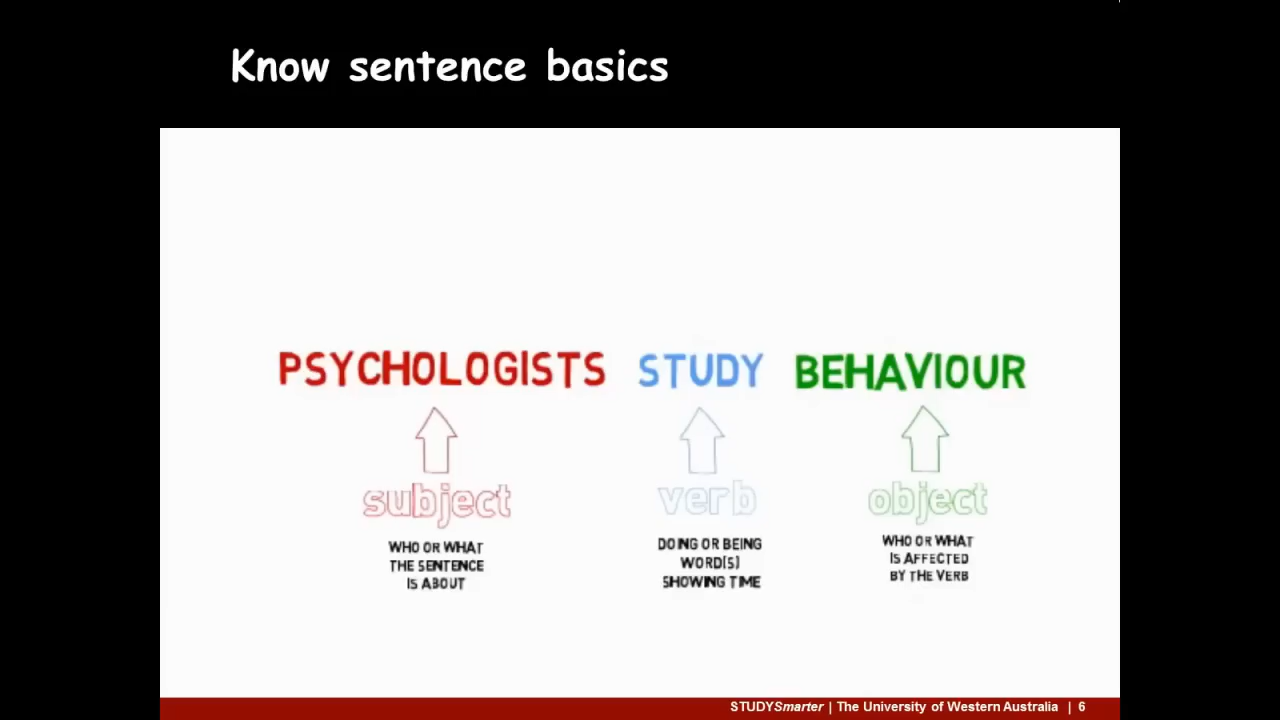 Know sentence basics
PSYCHOLOGISTS STUDY BEHAVIOUR
subject verb object
WHO OR WHAT
THE SENTENCE
IS ABOUT
DOING OR BEING
WORD(S)
SHOWING TIME
WHO OR WHAT
IS AFFECTED
BY THE VERB
STUDYSmarter | The University of Western Australia | 6